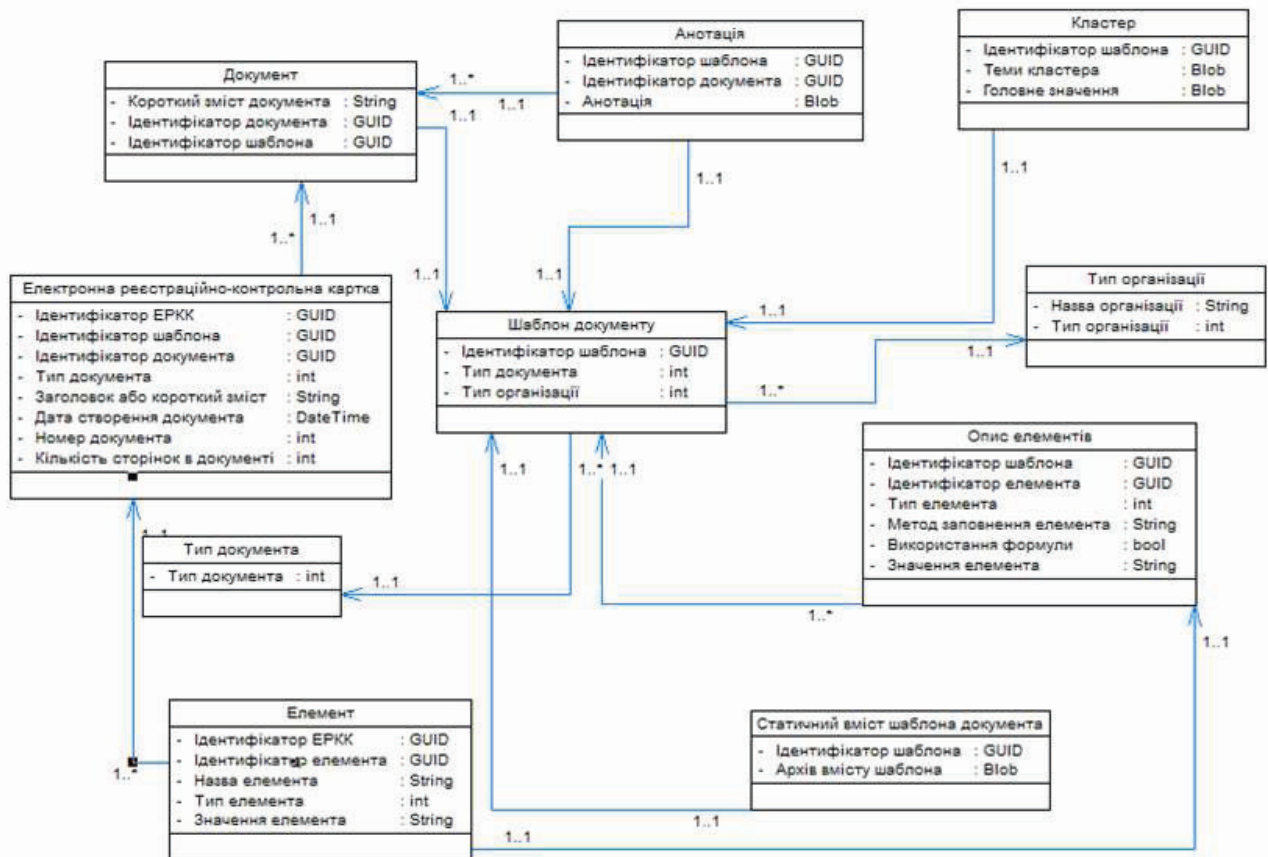 Документ
- Короткий зміст документа : String
- Ідентифікатор документа : GUID
- Ідентифікатор шаблона : GUID
Анотація
- Ідентифікатор шаблона : GUID
- Ідентифікатор документа : GUID
- Анотація : Blob
Кластер
- Ідентифікатор шаблона : GUID
- Теми кластера : Blob
- Головне значення : Blob
1..*
1..1
1..1
1..1
1..1
1..1
1..*
1..1
1..1
1..1
Електронна реєстраційно-контрольна картка
- Ідентифікатор ЕРКК : GUID
- Ідентифікатор шаблона : GUID
- Ідентифікатор документа : GUID
- Тип документа : int
- Заголовок або короткий зміст : String
- Дата створення документа : DateTime
- Номер документа : int
- Кількість сторінок в документі : int
Шаблон документу
- Ідентифікатор шаблона : GUID
- Тип документа : int
- Тип організації : int
Тип організації
- Назва організації : String
- Тип організації : int
1..1
1..*
1..1
1..*
1..1
Опис елементів
- Ідентифікатор шаблона : GUID
- Ідентифікатор елемента : GUID
- Тип елемента : int
- Метод заповнення елемента : String
- Використання формули : bool
- Значення елемента : String
1..1
Тип документа
- Тип документа : int
1..1
1..*
1..1
Елемент
- Ідентифікатор ЕРКК : GUID
- Ідентифікатор елемента : GUID
- Назва елемента : String
- Тип елемента : int
- Значення елемента : String
1..*
Статичний вміст шаблона документа
- Ідентифікатор шаблона : GUID
- Архів вмісту шаблона : Blob
1..1
1..1